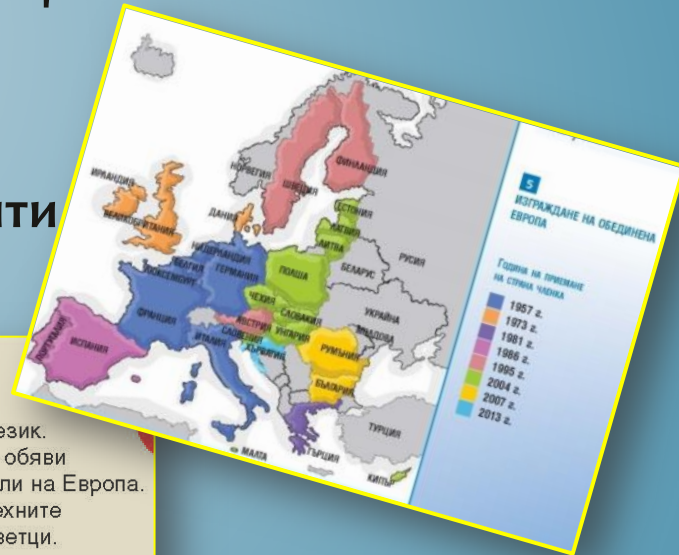 ити
ИРЛАНДИЯ
ВЕЛИКОБРИТАНИЯ
НОРВЕГИЯ
ШВЕЦИЯ
ФИНЛАНДИЯ
ДАНИЯ
ЕСТОНИЯ
ЛАТВИЯ
ЛИТВА
НИДЕРЛАНДИЯ
БЕЛГИЯ
ЛЮКСЕМБУРГ
ГЕРМАНИЯ
ПОЛША
БЕЛАРУС
РУСИЯ
ЧЕХИЯ
СЛОВАКИЯ
УКРАЙНА
МОЛДОВА
ФРАНЦИЯ
АВСТРИЯ
УНГАРИЯ
СЛОВЕНИЯ
ХЪРВАТИЯ
ИТАЛИЯ
РУМЪНИЯ
БЪЛГАРИЯ
ПОРТУГАЛИЯ
ИСПАНИЯ
ТУРЦИЯ
ГЪРЦИЯ
МАЛТА
КИПЪР
5
ИЗГРАЖДАНЕ НА ОБЕДИНЕНА
ЕВРОПА
ГОДИНА НА ПРИЕМАНЕ
НА СТРАНА ЧЛЕНКА
1957 г.
1973 г.
1981 г.
1986 г.
1995 г.
2004 г.
2007 г.
2013 г.
език.
обяви
ли на Европа.
ехните
ветци.